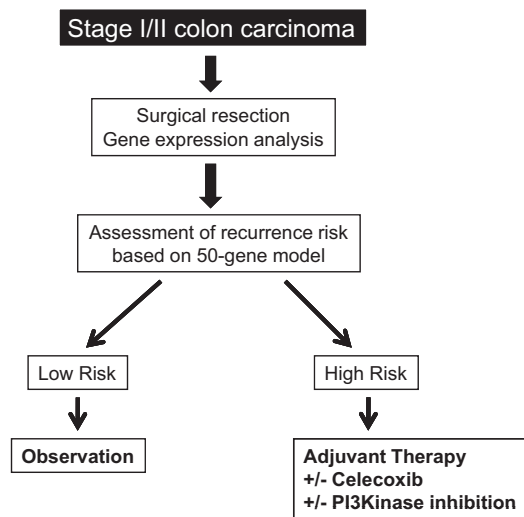 Stage I/II colon carcinoma
Surgical resection
Gene expression analysis
Assessment of recurrence risk
based on 50-gene model
Low Risk
High Risk
Observation
Adjuvant Therapy
+/- Celecoxib
+/- PI3Kinase inhibition